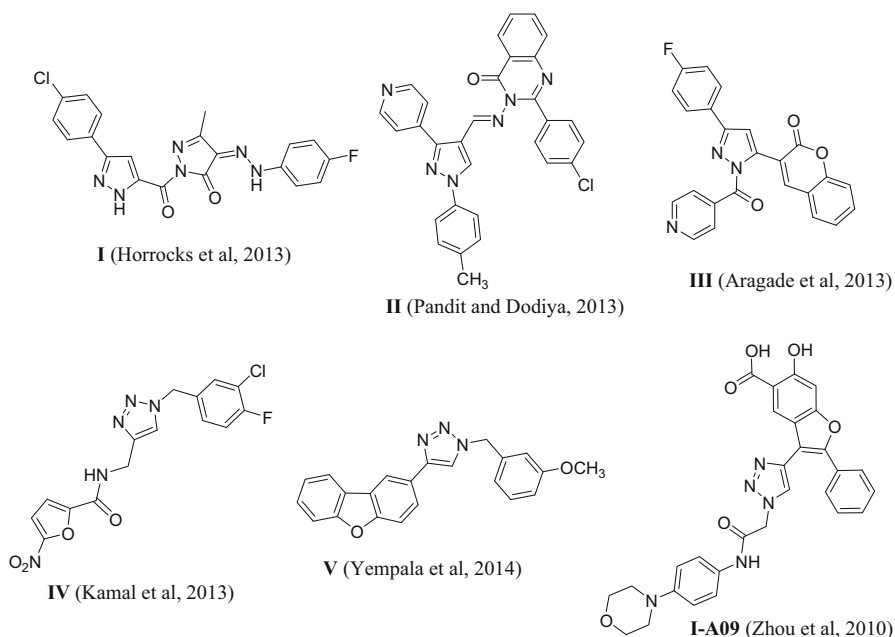 Cl
N
N
H
O
N
N
O
N
N
H
F
I (Horrocks et al, 2013)
O
N
N
N
N
N
N
Cl
CH₃
II (Pandit and Dodiya, 2013)
F
N
N
O
O
O
N
III (Aragade et al, 2013)
Cl
F
N
N
N
HN
O
O
O₂N
IV (Kamal et al, 2013)
N
N
N
OCH₃
O
V (Yempala et al, 2014)
OH
OH
O
O
N
N
N
O
NH
N
O
I-A09 (Zhou et al, 2010)